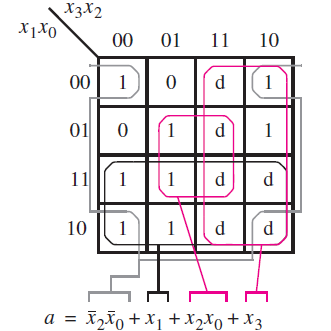 x₃x₂
x₁x₀
00 01 11 10
00 1 0 d 1
01 0 1 d 1
11 1 1 d d
10 1 1 d d
a = x̄₂x̄₀ + x₁ + x₂x₀ + x₃